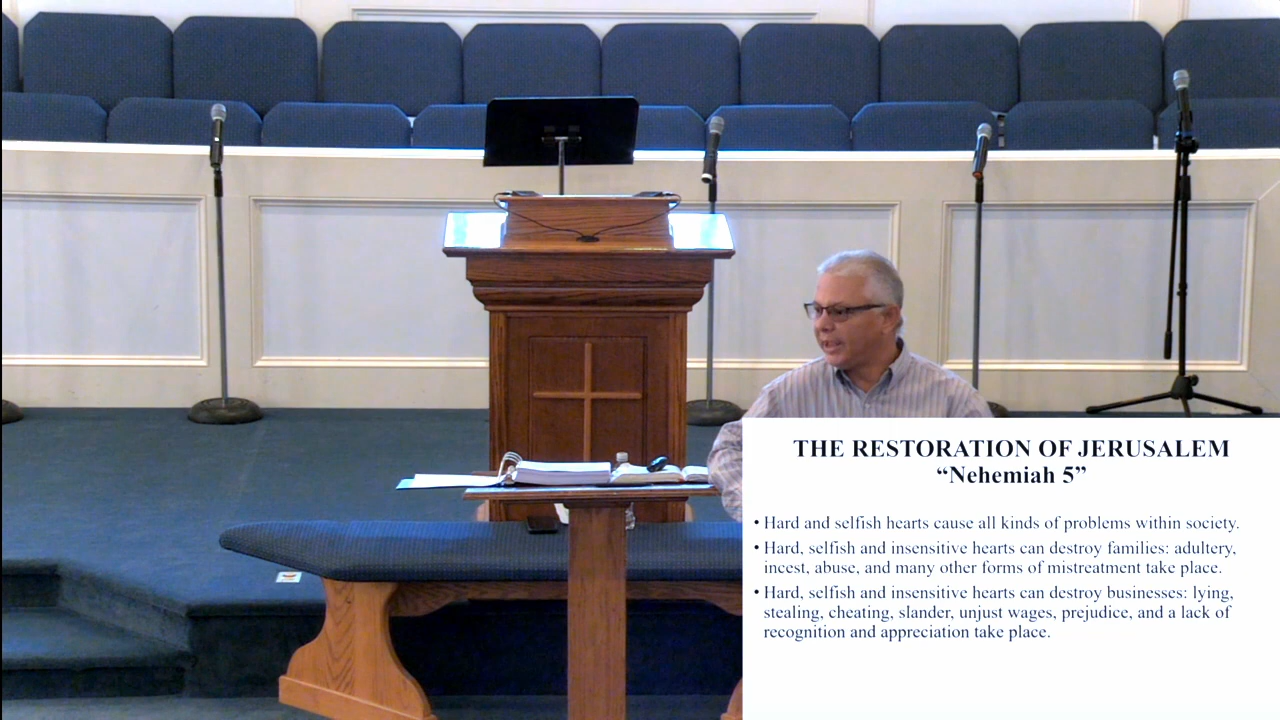 THE RESTORATION OF JERUSALEM
“Nehemiah 5”
• Hard and selfish hearts cause all kinds of problems within society.
• Hard, selfish and insensitive hearts can destroy families: adultery,
incest, abuse, and many other forms of mistreatment take place.
• Hard, selfish and insensitive hearts can destroy businesses: lying,
stealing, cheating, slander, unjust wages, prejudice, and a lack of
recognition and appreciation take place.